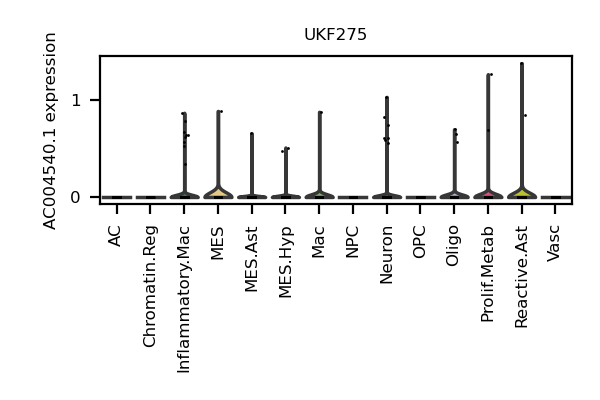 UKF275
AC004540.1 expression
1
0
AC
Chromatin.Reg
Inflammatory.Mac
MES
MES.Ast
MES.Hyp
Mac
NPC
Neuron
OPC
Oligo
Prolif.Metab
Reactive.Ast
Vasc